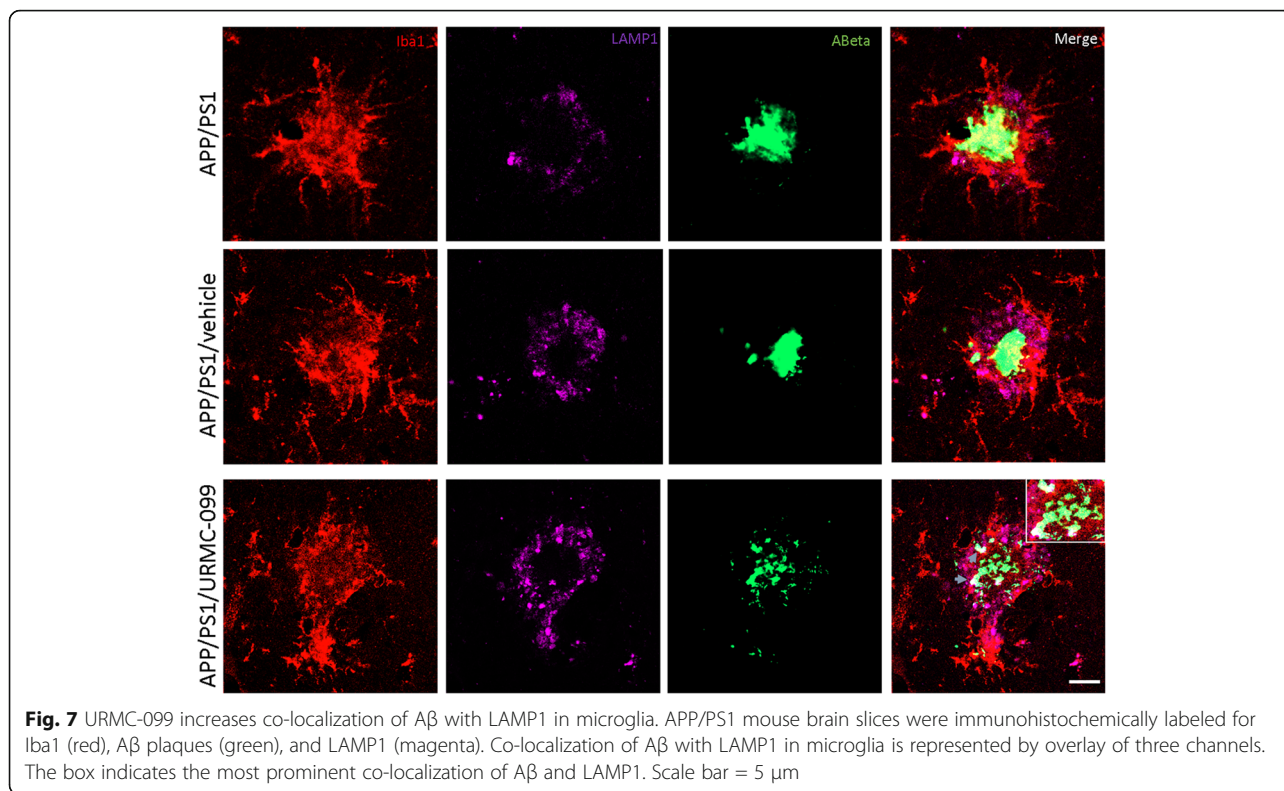 Iba1 LAMP1 ABeta Merge
APP/PS1
APP/PS1/vehicle
APP/PS1/URMC-099
Fig. 7 URMC-099 increases co-localization of Aβ with LAMP1 in microglia. APP/PS1 mouse brain slices were immunohistochemically labeled for
Iba1 (red), Aβ plaques (green), and LAMP1 (magenta). Co-localization of Aβ with LAMP1 in microglia is represented by overlay of three channels.
The box indicates the most prominent co-localization of Aβ and LAMP1. Scale bar = 5 μm